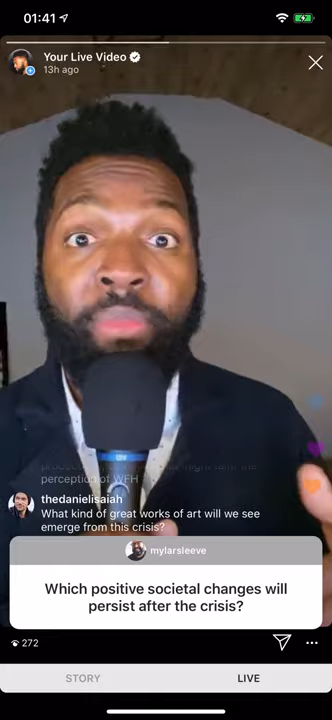 01:41
Your Live Video
13h ago
perception of WFH
thedanielisaiah
What kind of great works of art will we see
emerge from this crisis?
mylarsleeve
Which positive societal changes will
persist after the crisis?
272
STORY
LIVE